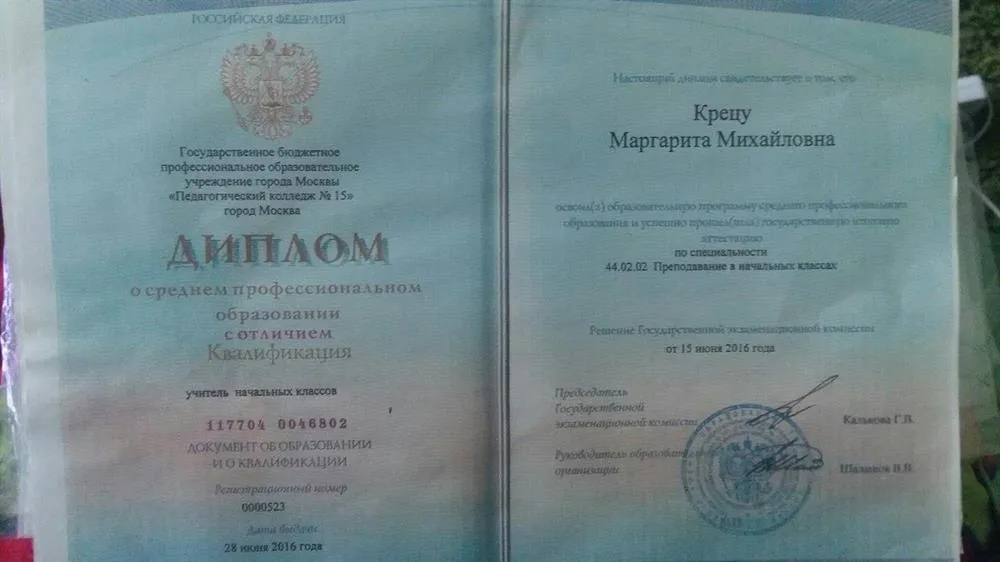 РОССИЙСКАЯ ФЕДЕРАЦИЯ
Государственное бюджетное
профессиональное образовательное
учреждение города Москвы
«Педагогический колледж № 15»
город Москва
ДИПЛОМ
о среднем профессиональном
образовании
с отличием
Квалификация
учитель начальных классов
117704 0046802
ДОКУМЕНТ ОБ ОБРАЗОВАНИИ
И О КВАЛИФИКАЦИИ
Регистрационный номер
0000523
Дата выдачи
28 июня 2016 года
Настоящий диплом свидетельствует о том, что
Крецу
Маргарита Михайловна
освоил(а) образовательную программу среднего профессионального
образования и успешно прошел(шла) государственную итоговую
аттестацию
по специальности
44.02.02 Преподавание в начальных классах
Решение Государственной экзаменационной комиссии
от 15 июня 2016 года
Председатель
Государственной
экзаменационной комиссии
Калькова Г.В.
Руководитель образовательной
организации
В.В.